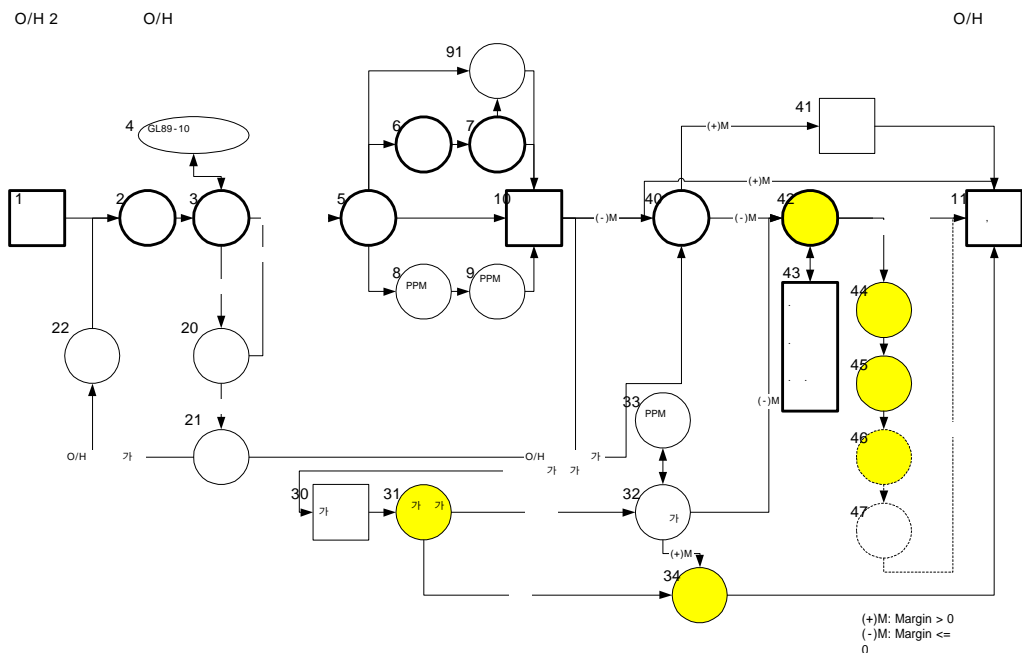 O/H 2
O/H
O/H
91
41
4
GL89-10
6
7
(+)M
(+)M
1
2
3
5
10
(-)M
40
(-)M
42
11
8
PPM
9
PPM
43
44
22
20
45
33
PPM
(-)M
21
46
O/H 가
O/H 가
가 가
30
가
31
가 가
32
가
47
(+)M
34
(+)M: Margin > 0
(-)M: Margin <=
0